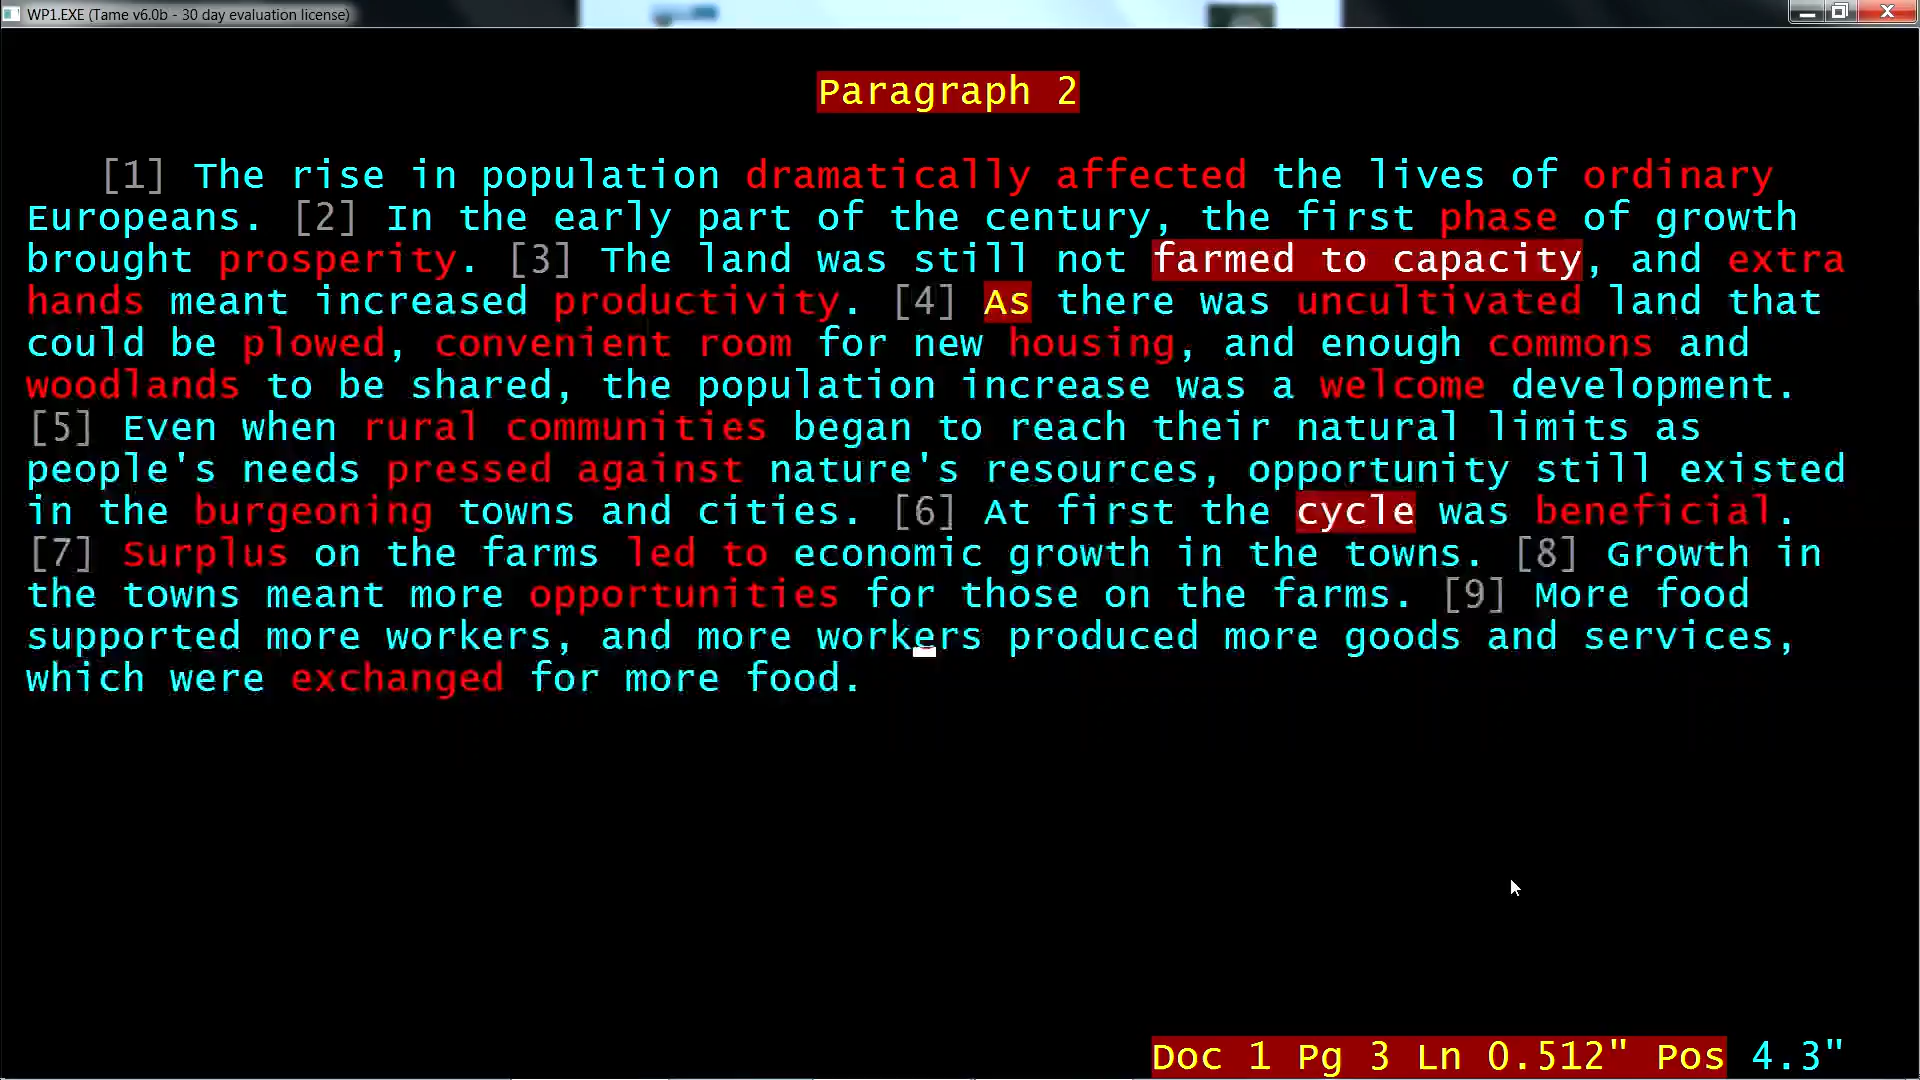 WP1.EXE (Tame v6.0b - 30 day evaluation license)
Paragraph 2
[1] The rise in population dramatically affected the lives of ordinary
Europeans. [2] In the early part of the century, the first phase of growth
brought prosperity. [3] The land was still not farmed to capacity, and extra
hands meant increased productivity. [4] As there was uncultivated land that
could be plowed, convenient room for new housing, and enough commons and
woodlands to be shared, the population increase was a welcome development.
[5] Even when rural communities began to reach their natural limits as
people's needs pressed against nature's resources, opportunity still existed
in the burgeoning towns and cities. [6] At first the cycle was beneficial.
[7] Surplus on the farms led to economic growth in the towns. [8] Growth in
the towns meant more opportunities for those on the farms. [9] More food
supported more workers, and more workers produced more goods and services,
which were exchanged for more food.
Doc 1 Pg 3 Ln 0.512" Pos 4.3"